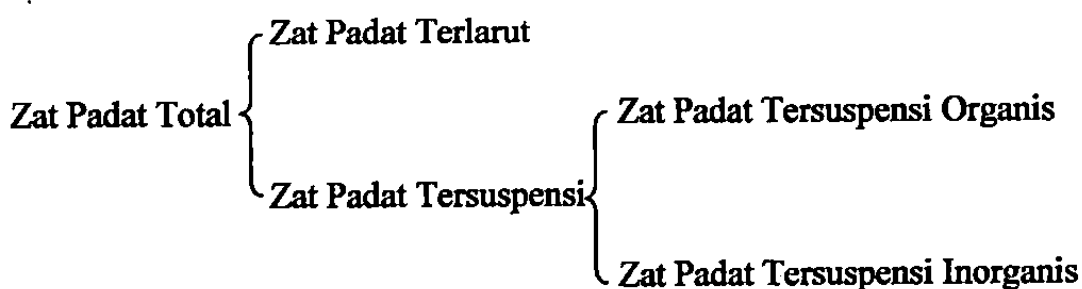 Zat Padat Terlarut
Zat Padat Total
Zat Padat Tersuspensi Organis
Zat Padat Tersuspensi
Zat Padat Tersuspensi Inorganis